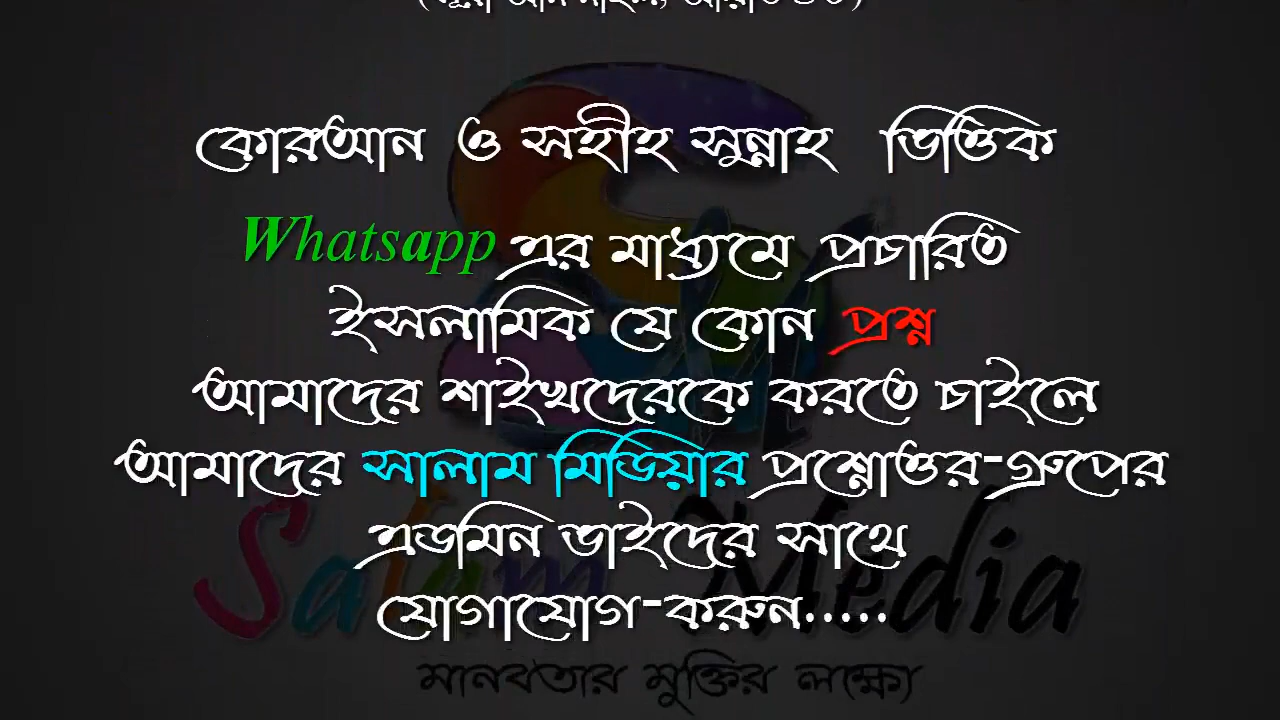 কোরআন ও সহীহ সুন্নাহ ভিত্তিক
Whatsapp এর মাধ্যমে প্রচারিত
ইসলামিক যে কোন প্রশ্ন
আমাদের শাইখদেরকে করতে চাইলে
আমাদের সালাম মিডিয়ার প্রশ্নোত্তর-গ্রুপের
এডমিন ভাইদের সাথে
যোগাযোগ-করুন.....
Salam Media
মানবতার মুক্তির লক্ষ্যে